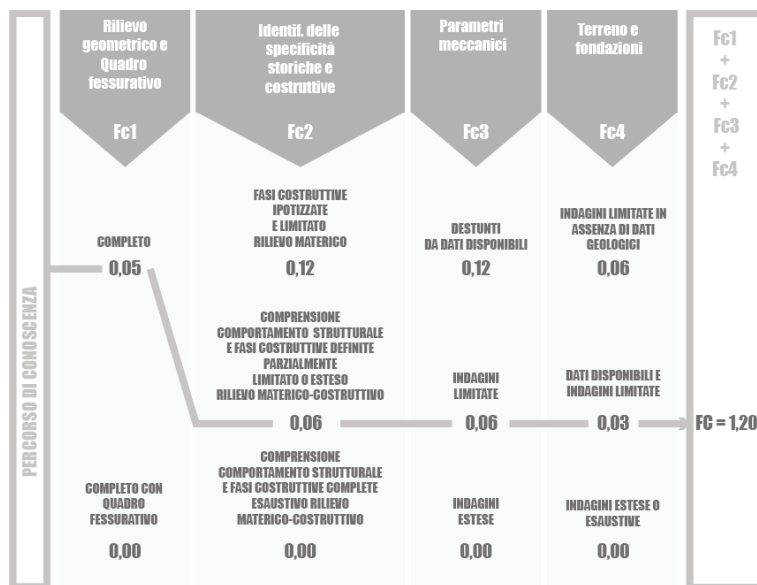 Rilievo
geometrico e
Quadro
fessurativo
Fc1
Identif. delle
specificità
storiche e
costruttive
Fc2
Parametri
meccanici
Fc3
Terreno e
fondazioni
Fc4
Fc1
+
Fc2
+
Fc3
+
Fc4
PERCORSO DI CONOSCENZA
COMPLETO
0,05
FASI COSTRUTTIVE
IPOTIZZATE
E LIMITATO
RILIEVO MATERICO
0,12
DESTUNTI
DA DATI DISPONIBILI
0,12
INDAGINI LIMITATE IN
ASSENZA DI DATI
GEOLOGICI
0,06
COMPRENSIONE
COMPORTAMENTO STRUTTURALE
E FASI COSTRUTTIVE DEFINITE
PARZIALMENTE
LIMITATO O ESTESO
RILIEVO MATERICO-COSTRUTTIVO
0,06
INDAGINI
LIMITATE
0,06
DATI DISPONIBILI E
INDAGINI LIMITATE
0,03
FC = 1,20
COMPLETO CON
QUADRO
FESSURATIVO
0,00
COMPRENSIONE
COMPORTAMENTO STRUTTURALE
E FASI COSTRUTTIVE COMPLETE
ESAUSTIVO RILIEVO
MATERICO-COSTRUTTIVO
0,00
INDAGINI
ESTESE
0,00
INDAGINI ESTESE O
ESAUSTIVE
0,00